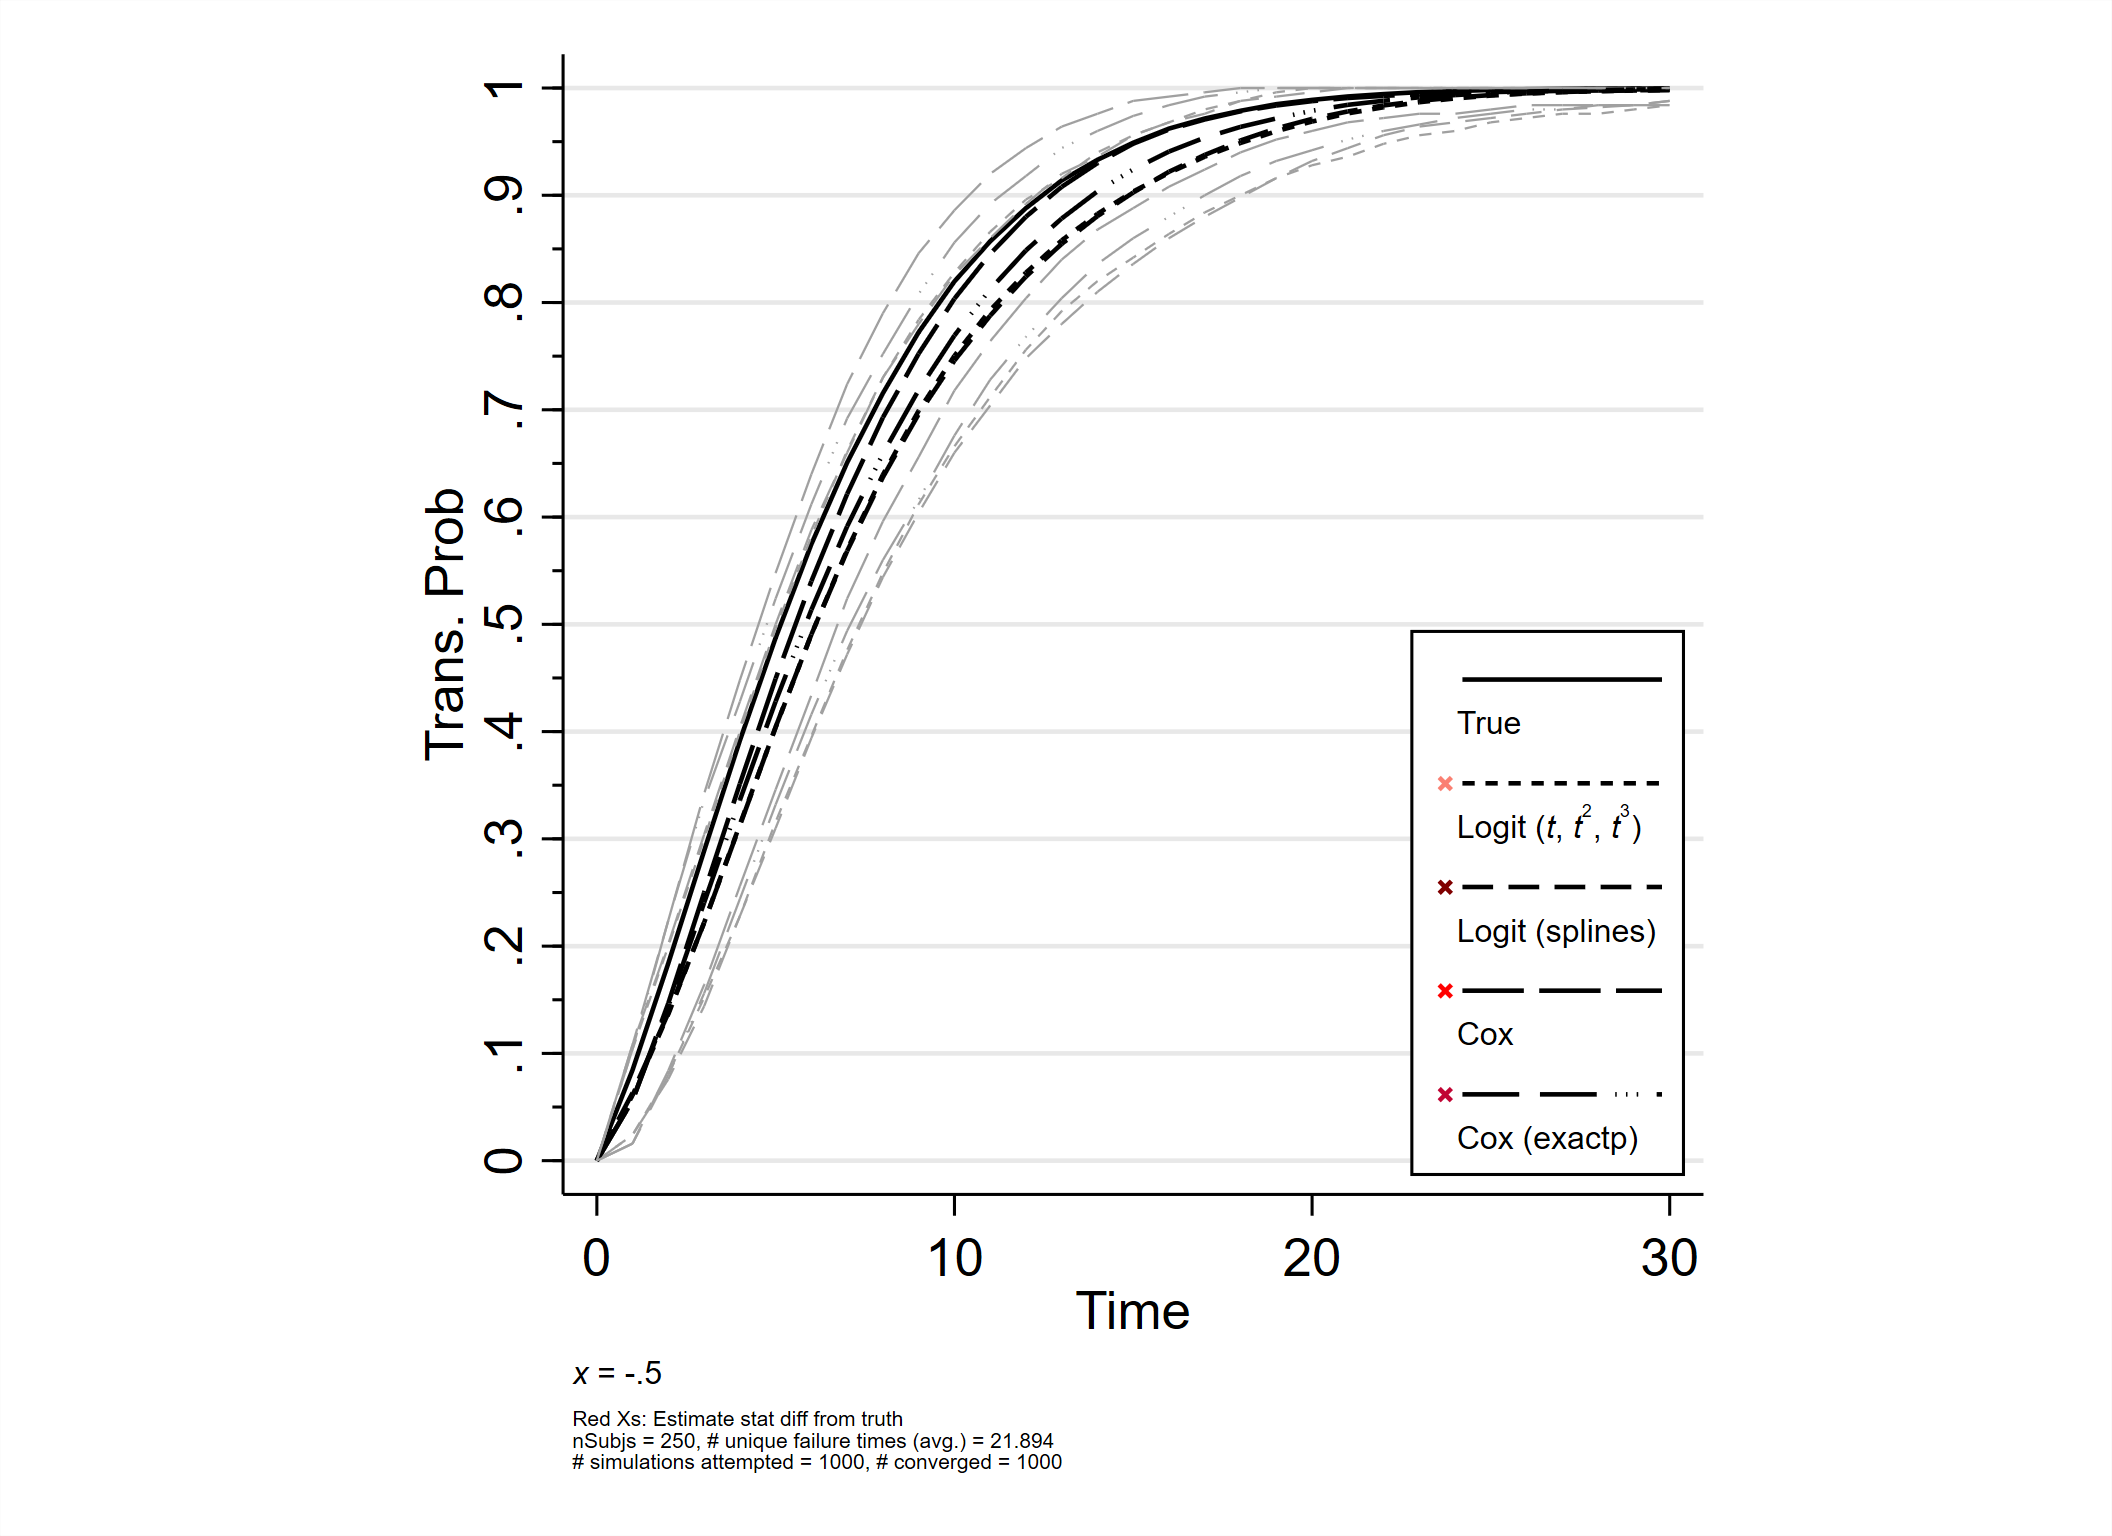 Trans. Prob
1
.9
.8
.7
.6
.5
.4
.3
.2
.1
0
True
Logit (t, t², t³)
Logit (splines)
Cox
Cox (exactp)
0 10 20 30
Time
x = -.5
Red Xs: Estimate stat diff from truth
nSubjs = 250, # unique failure times (avg.) = 21.894
# simulations attempted = 1000, # converged = 1000